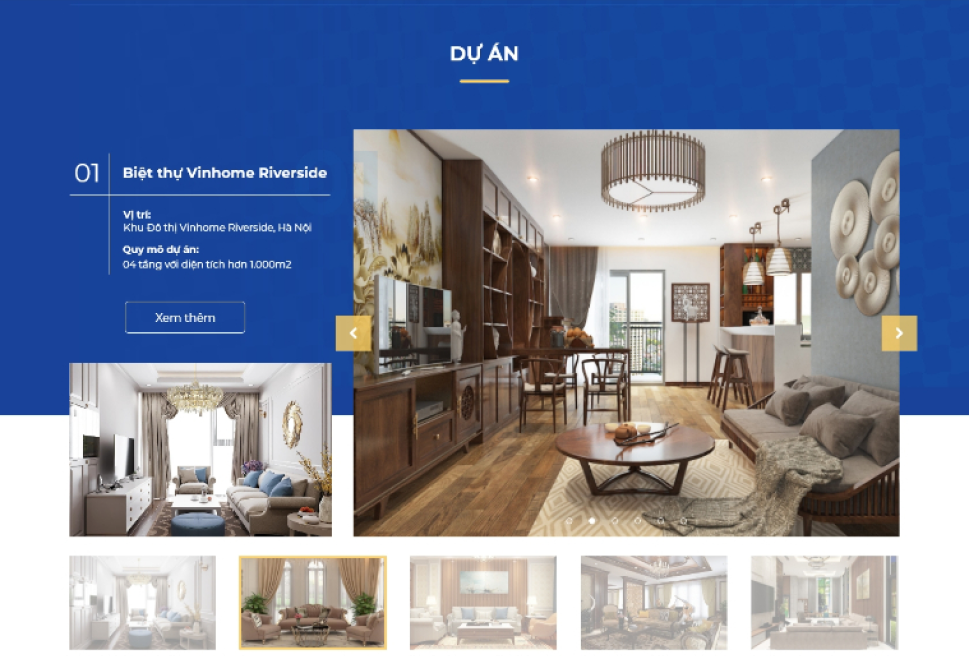 DỰ ÁN
01
Biệt thự Vinhome Riverside
Vị trí:
Khu Đô thị Vinhome Riverside, Hà Nội
Quy mô dự án:
04 tầng với diện tích hơn 1.000m2
Xem thêm